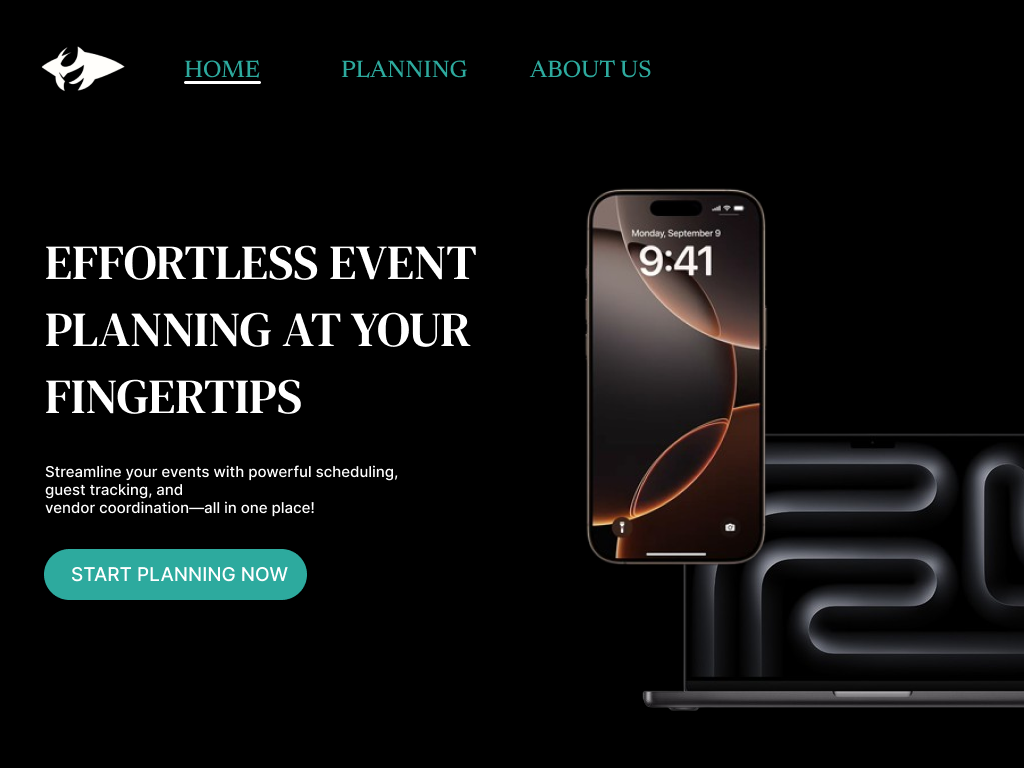 HOME PLANNING ABOUT US
EFFORTLESS EVENT
PLANNING AT YOUR
FINGERTIPS
Streamline your events with powerful scheduling,
guest tracking, and
vendor coordination—all in one place!
START PLANNING NOW
Monday, September 9
9:41